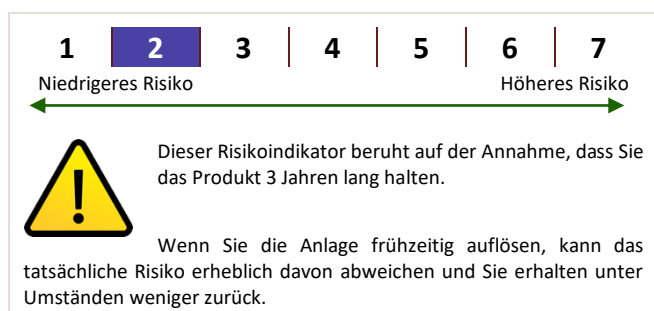 1 2 3 4 5 6 7
Niedrigeres Risiko Höheres Risiko
Dieser Risikoindikator beruht auf der Annahme, dass Sie
das Produkt 3 Jahren lang halten.
Wenn Sie die Anlage frühzeitig auflösen, kann das
tatsächliche Risiko erheblich davon abweichen und Sie erhalten unter
Umständen weniger zurück.